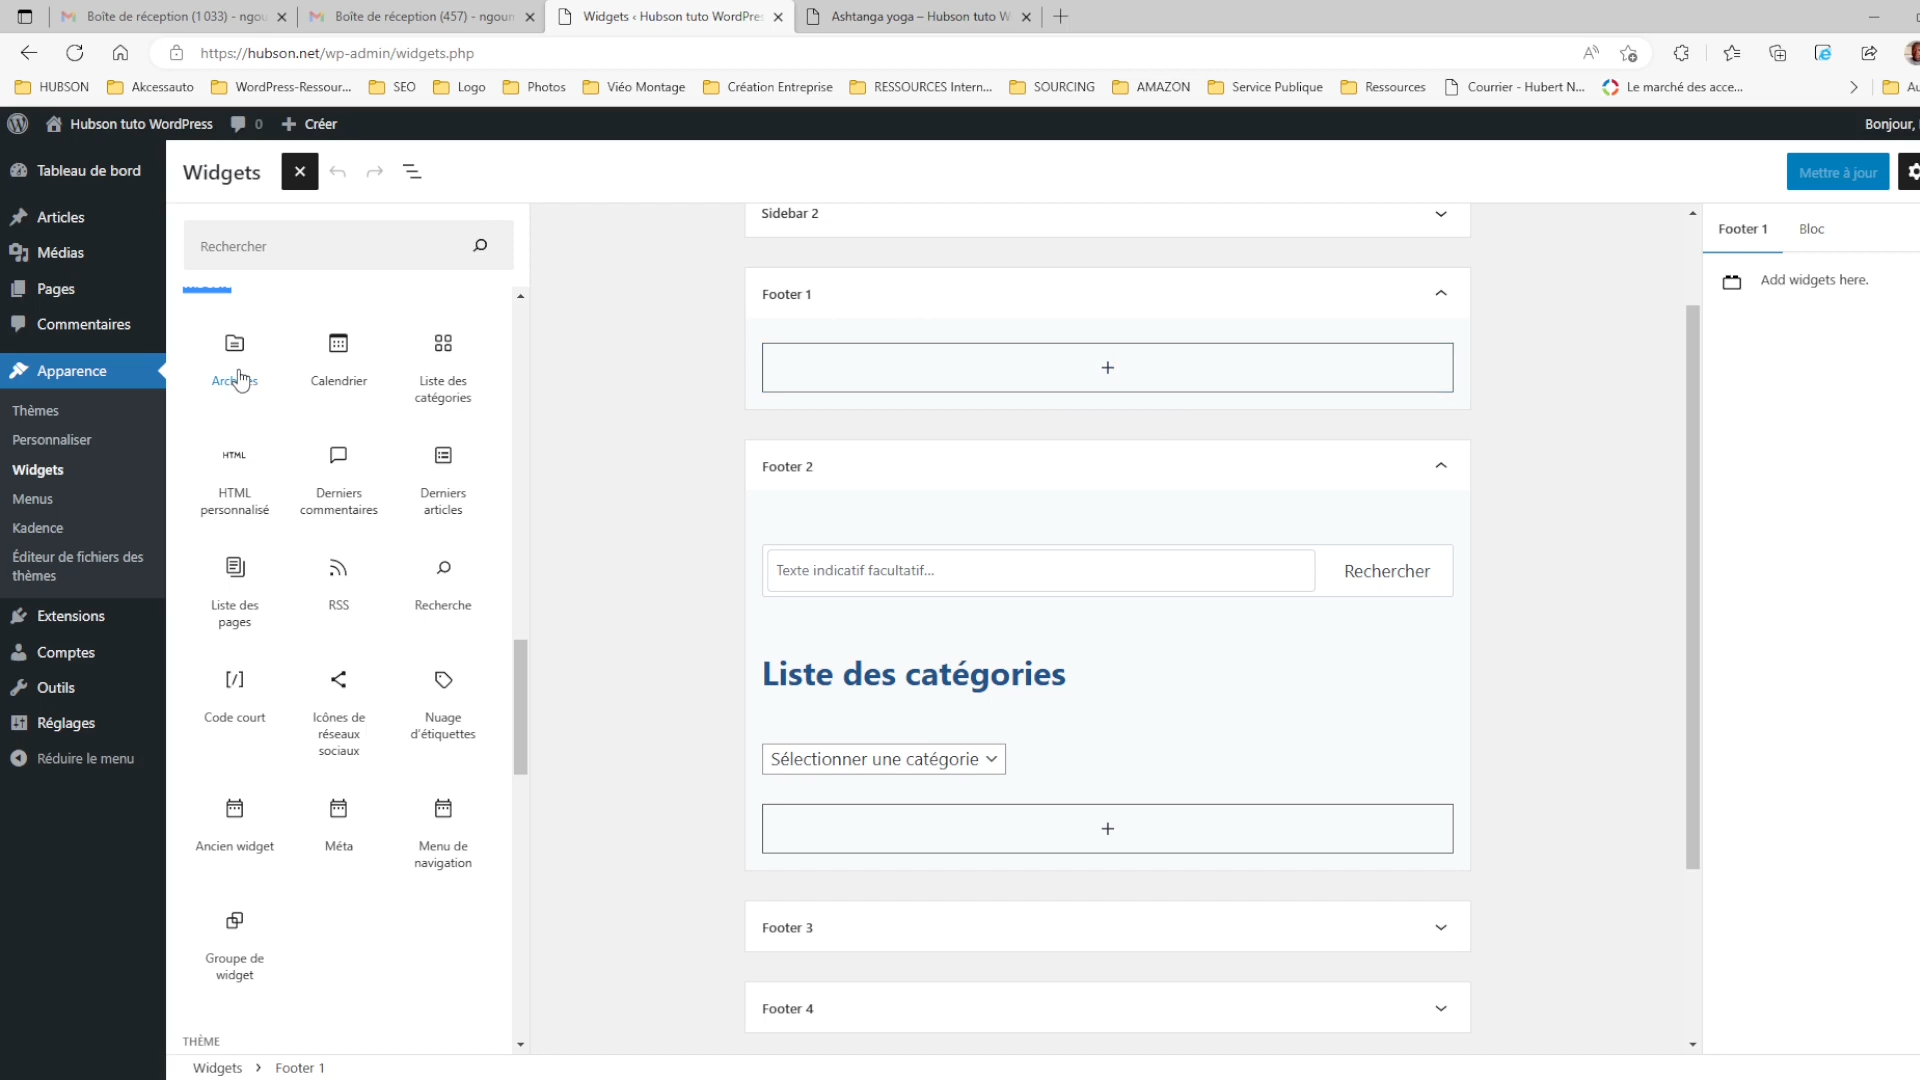 Boîte de réception (1 033) - ngou
Boîte de réception (457) - ngoun
Widgets ‹ Hubson tuto WordPres
Ashtanga yoga – Hubson tuto W
https://hubson.net/wp-admin/widgets.php
HUBSON
Akcessauto
WordPress-Ressour...
SEO
Logo
Photos
Viéo Montage
Création Entreprise
RESSOURCES Intern...
SOURCING
AMAZON
Service Publique
Ressources
Courrier - Hubert N...
Le marché des acce...
Au
Hubson tuto WordPress
0
Créer
Bonjour,
Tableau de bord
Articles
Médias
Pages
Commentaires
Apparence
Thèmes
Personnaliser
Widgets
Menus
Kadence
Éditeur de fichiers des
thèmes
Extensions
Comptes
Outils
Réglages
Réduire le menu
Widgets
Mettre à jour
Rechercher
Calendrier
Liste des
catégories
HTML
HTML
personnalisé
Derniers
commentaires
Derniers
articles
Liste des
pages
RSS
Recherche
[/]
Code court
Icônes de
réseaux
sociaux
Nuage
d'étiquettes
Ancien widget
Méta
Menu de
navigation
Groupe de
widget
THÈME
Sidebar 2
Footer 1
Footer 2
Texte indicatif facultatif...
Rechercher
Liste des catégories
Sélectionner une catégorie
Footer 3
Footer 4
Footer 1
Bloc
Add widgets here.
Widgets > Footer 1